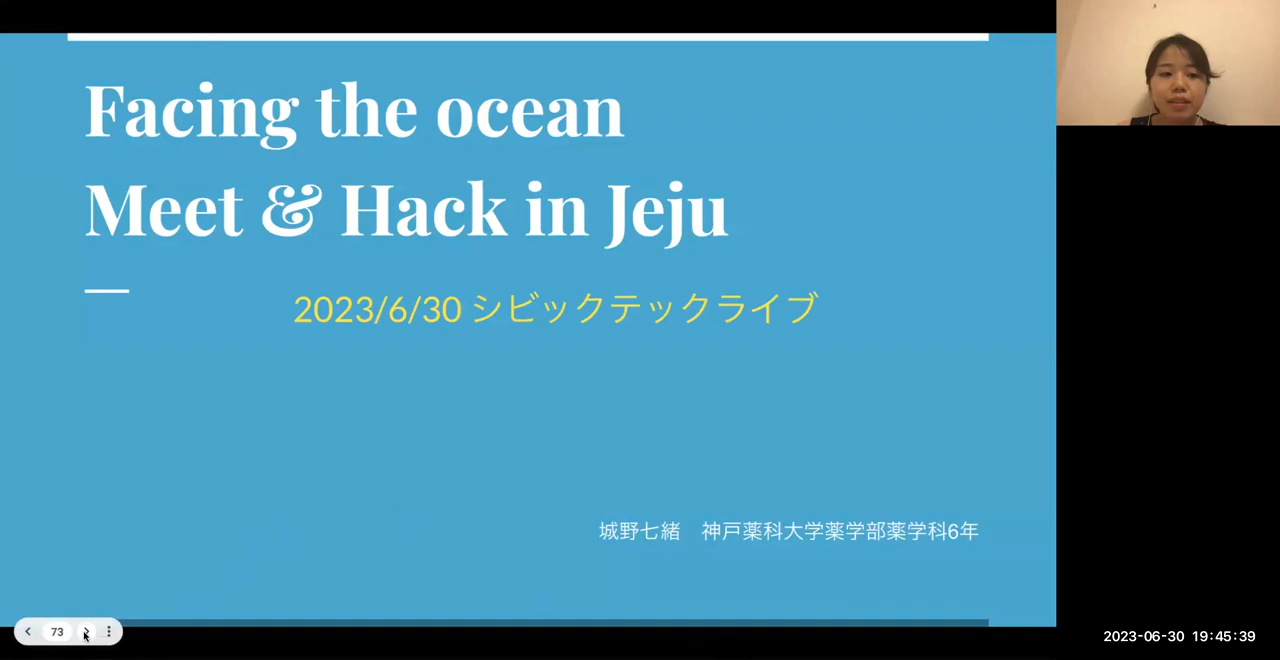 Facing the ocean
Meet & Hack in Jeju
2023/6/30 シビックテックライブ
城野七緒　神戸薬科大学薬学部薬学科6年
73
2023-06-30 19:45:39